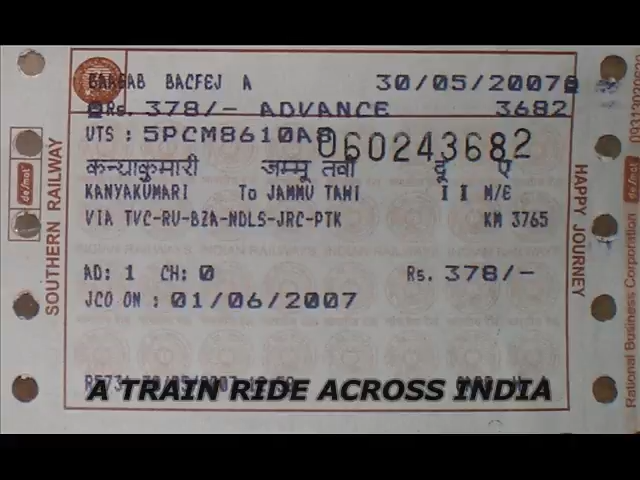 BAAGAB BACFEJ A 30/05/2007
Rs. 378/- ADVANCE 3682
UTS : 5PCM8610A8
060243682
कन्याकुमारी जम्मू तवी ए
KANYAKUMARI To JAMMU TAWI I I M/E
VIA TVC-RU-BZA-NDLS-JRC-PTK KM 3765
AD: 1 CH: 0 Rs. 378/-
JCO ON : 01/06/2007
A TRAIN RIDE ACROSS INDIA
SOUTHERN RAILWAY
HAPPY JOURNEY
Rational Business Corporation